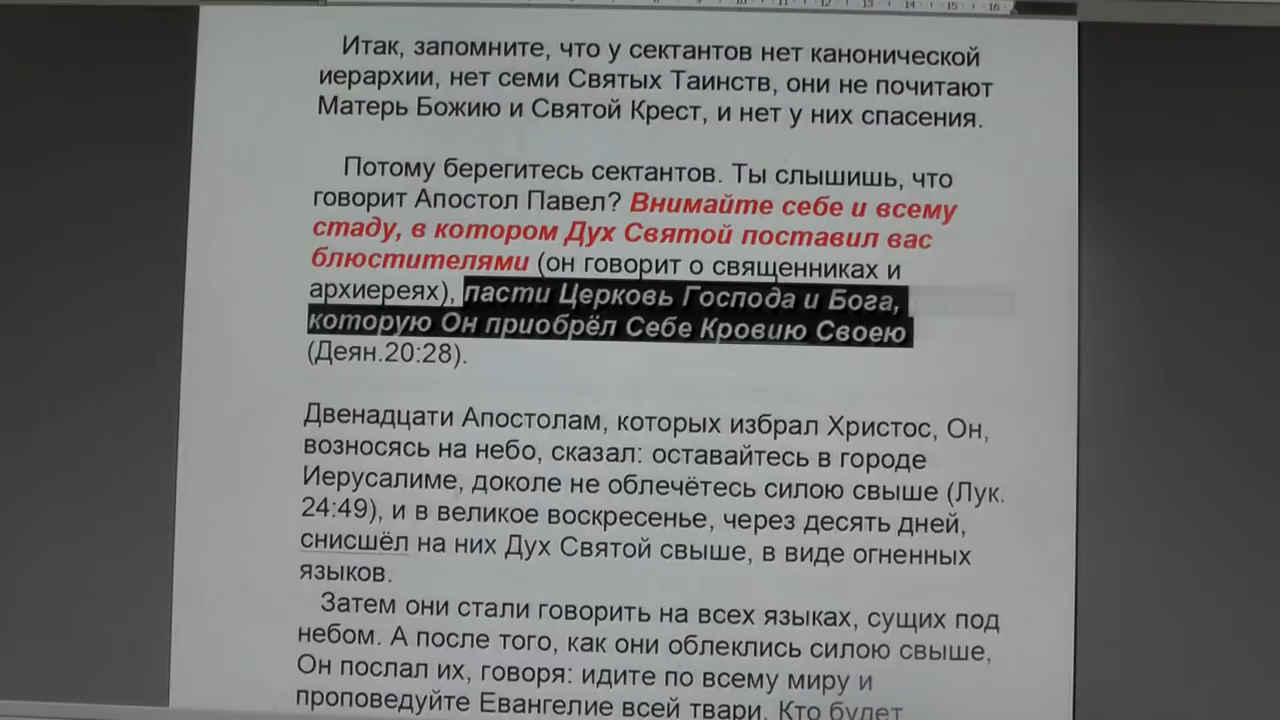 Итак, запомните, что у сектантов нет канонической
иерархии, нет семи Святых Таинств, они не почитают
Матерь Божию и Святой Крест, и нет у них спасения.
Потому берегитесь сектантов. Ты слышишь, что
говорит Апостол Павел? Внимайте себе и всему
стаду, в котором Дух Святой поставил вас
блюстителями (он говорит о священниках и
архиереях), пасти Церковь Господа и Бога,
которую Он приобрёл Себе Кровию Своею
(Деян.20:28).
Двенадцати Апостолам, которых избрал Христос, Он,
возносясь на небо, сказал: оставайтесь в городе
Иерусалиме, доколе не облечётесь силою свыше (Лук.
24:49), и в великое воскресенье, через десять дней,
снисшёл на них Дух Святой свыше, в виде огненных
языков.
Затем они стали говорить на всех языках, сущих под
небом. А после того, как они облеклись силою свыше,
Он послал их, говоря: идите по всему миру и
проповедуйте Евангелие всей твари. Кто будет